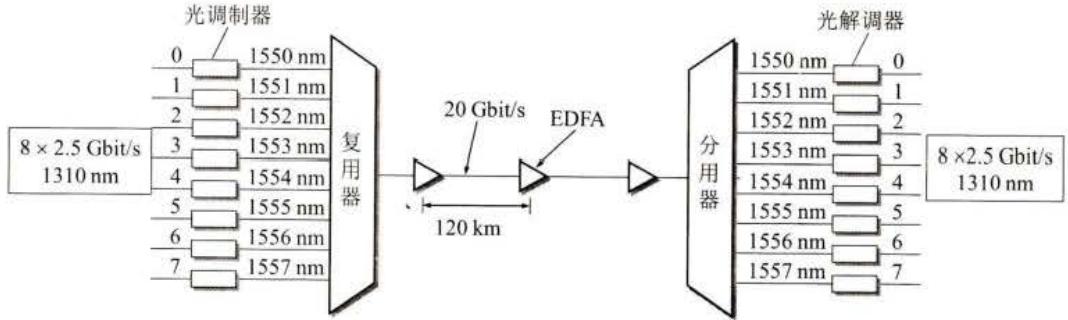 光调制器
光解调器
0 1550 nm
1 1551 nm
2 1552 nm
3 1553 nm
4 1554 nm
5 1555 nm
6 1556 nm
7 1557 nm
8 × 2.5 Gbit/s
1310 nm
复用器
20 Gbit/s
EDFA
120 km
分用器
1550 nm 0
1551 nm 1
1552 nm 2
1553 nm 3
1554 nm 4
1555 nm 5
1556 nm 6
1557 nm 7
8 ×2.5 Gbit/s
1310 nm